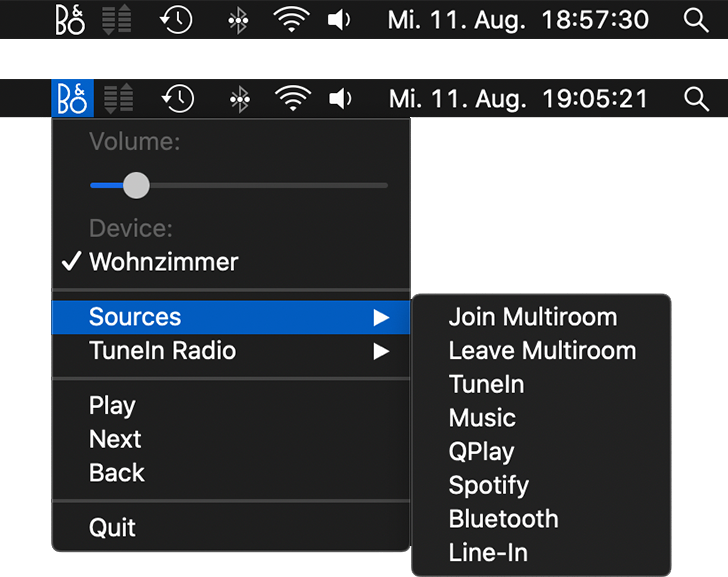 B&O Mi. 11. Aug. 18:57:30
B&O Mi. 11. Aug. 19:05:21
Volume:
Device:
Wohnzimmer
Sources
TuneIn Radio
Play
Next
Back
Quit
Join Multiroom
Leave Multiroom
TuneIn
Music
QPlay
Spotify
Bluetooth
Line-In